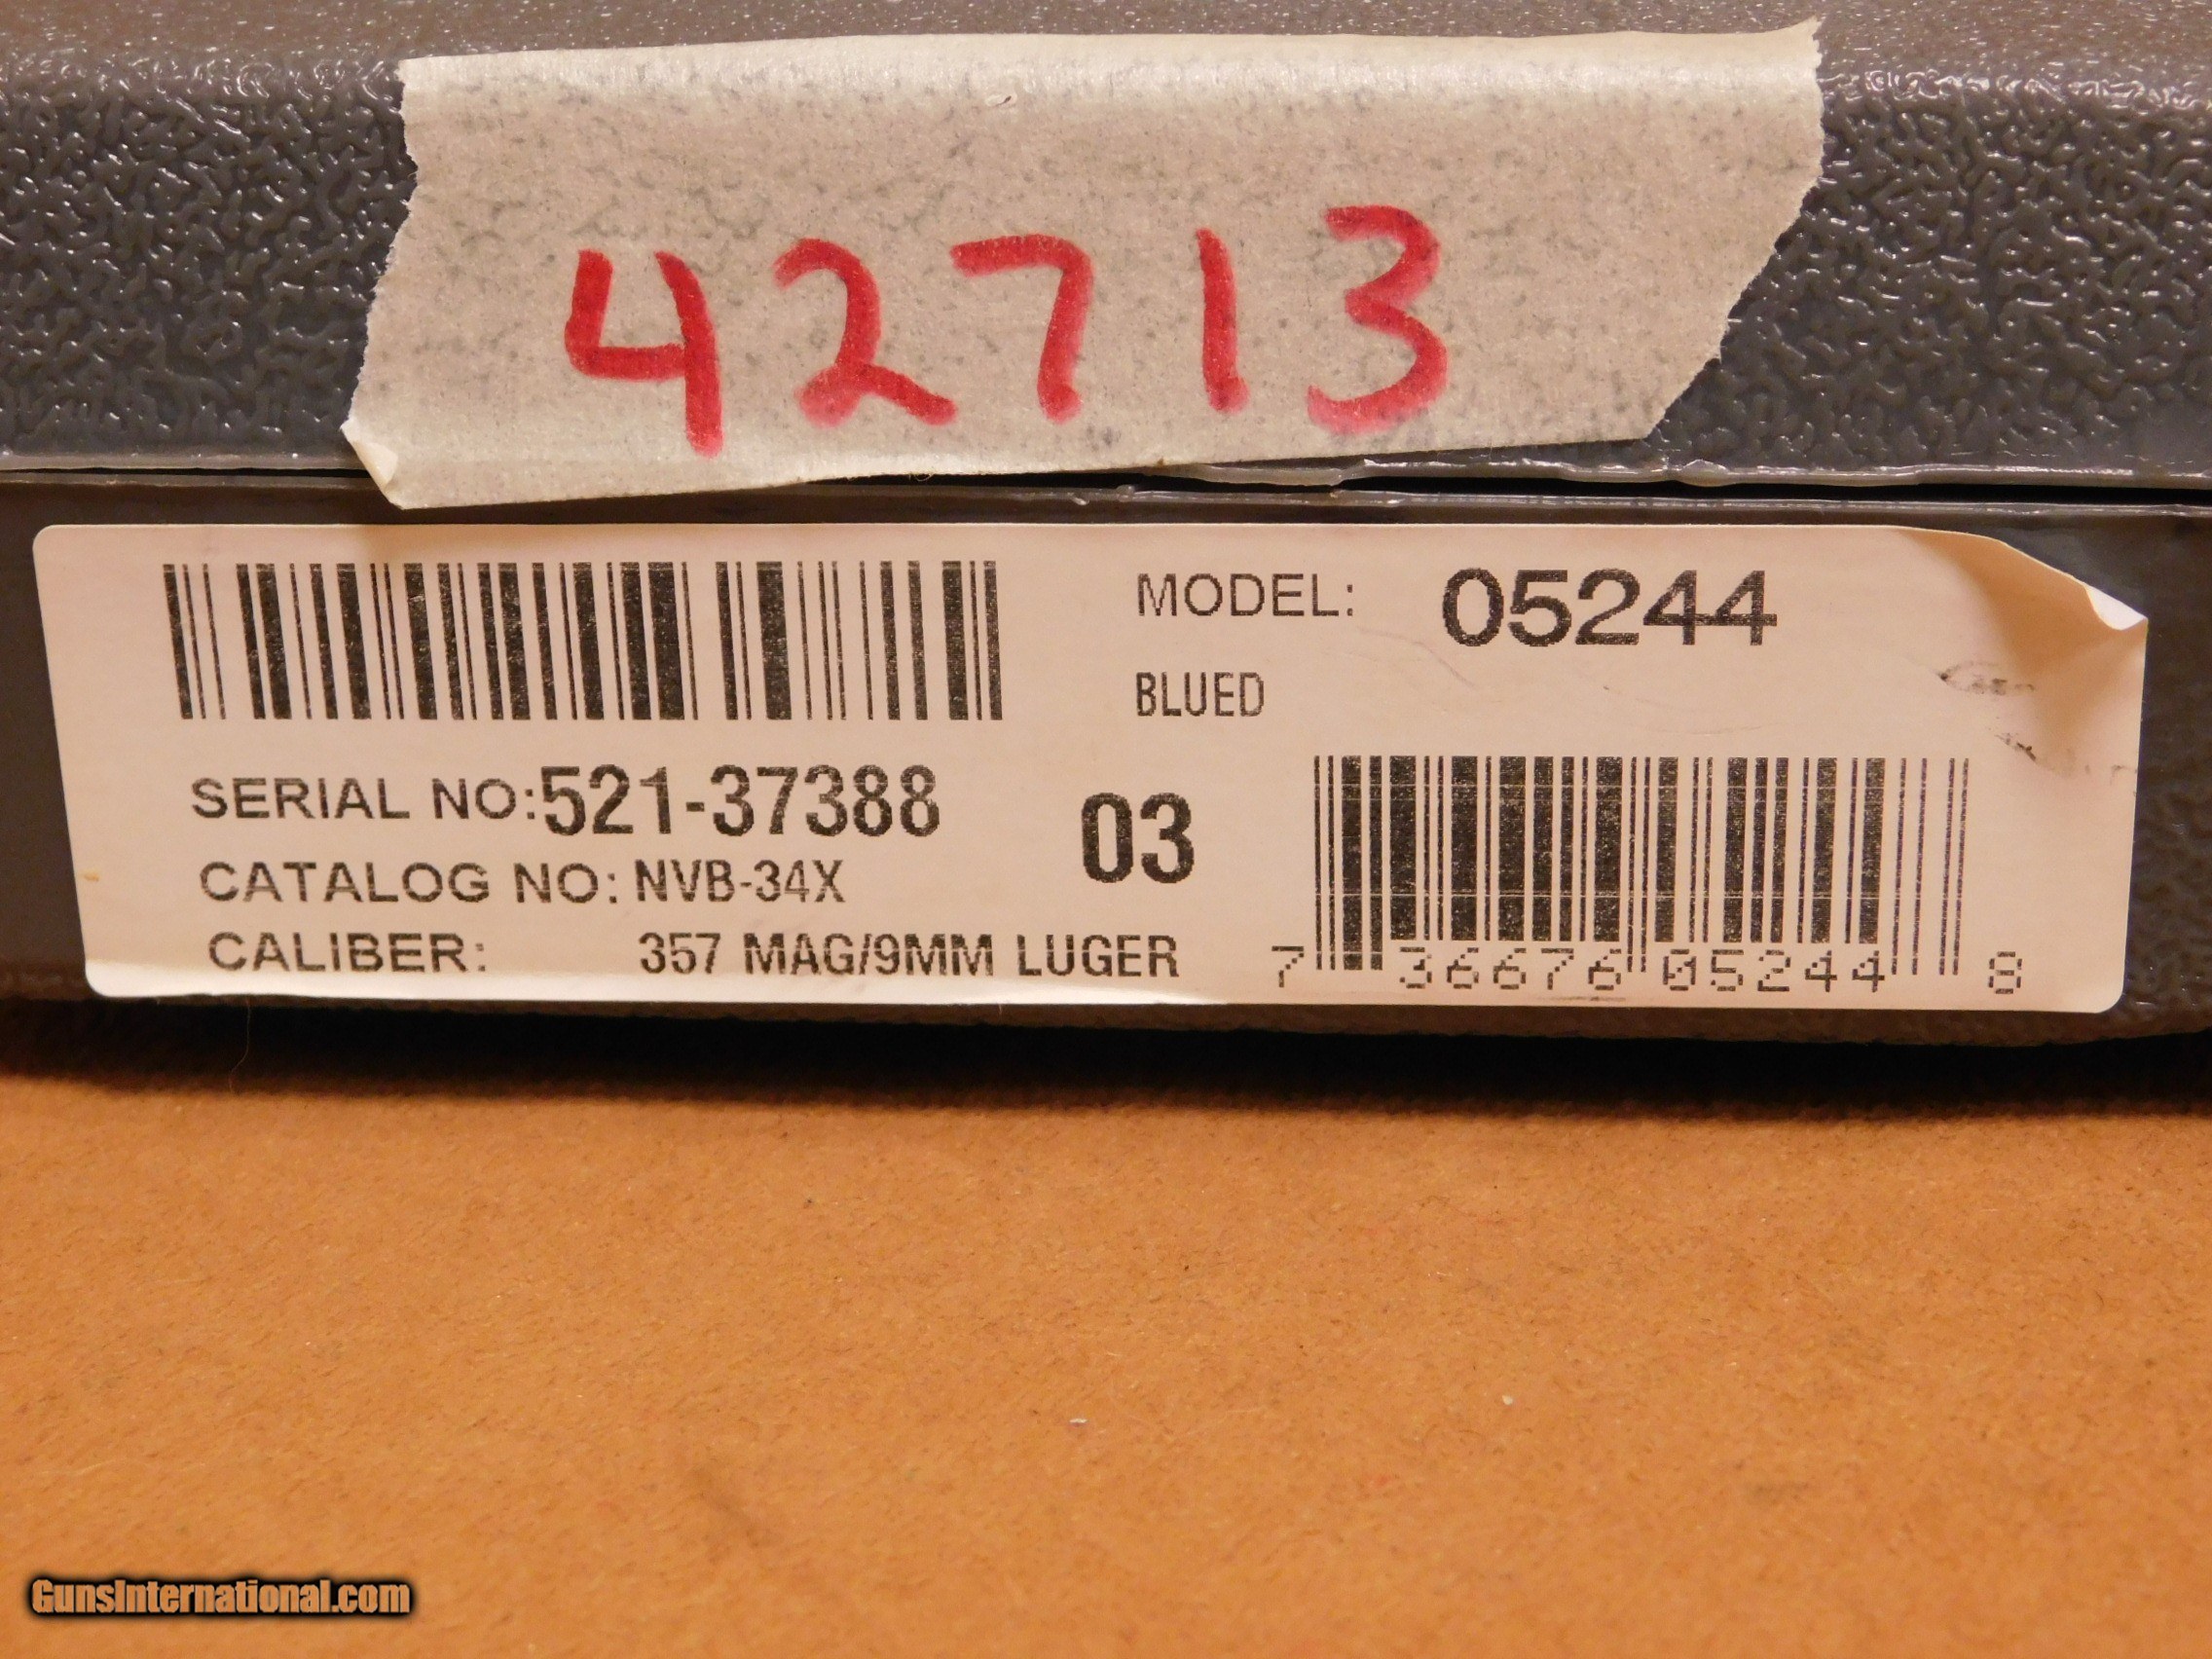 42713
MODEL: 05244
BLUED
SERIAL NO:521-37388
03
CATALOG NO: NVB-34X
CALIBER: 357 MAG/9MM LUGER
7 36676 05244 8
GunsInternational.com